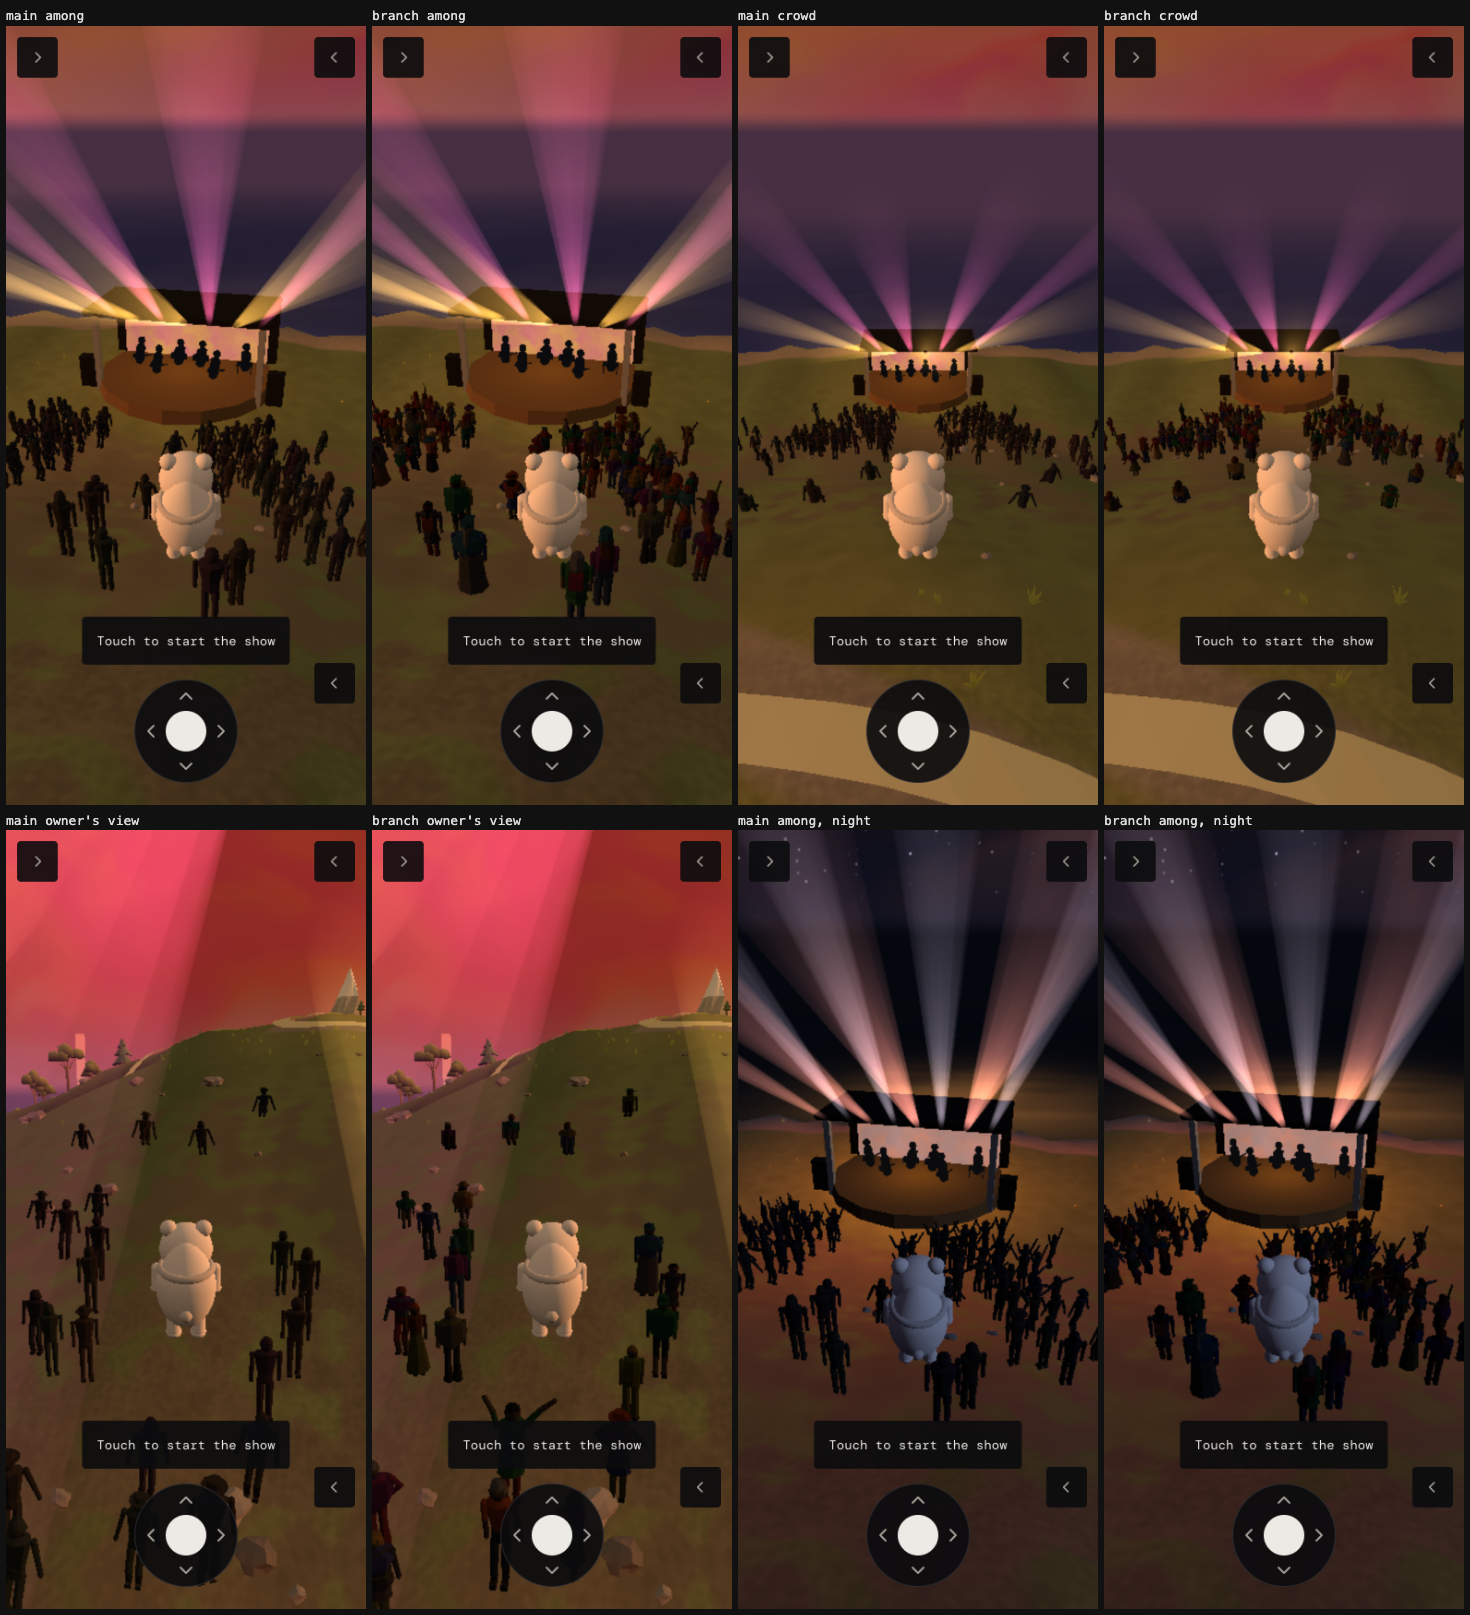 main among
branch among
main crowd
branch crowd
Touch to start the show
Touch to start the show
Touch to start the show
Touch to start the show
main owner's view
branch owner's view
main among, night
branch among, night
Touch to start the show
Touch to start the show
Touch to start the show
Touch to start the show